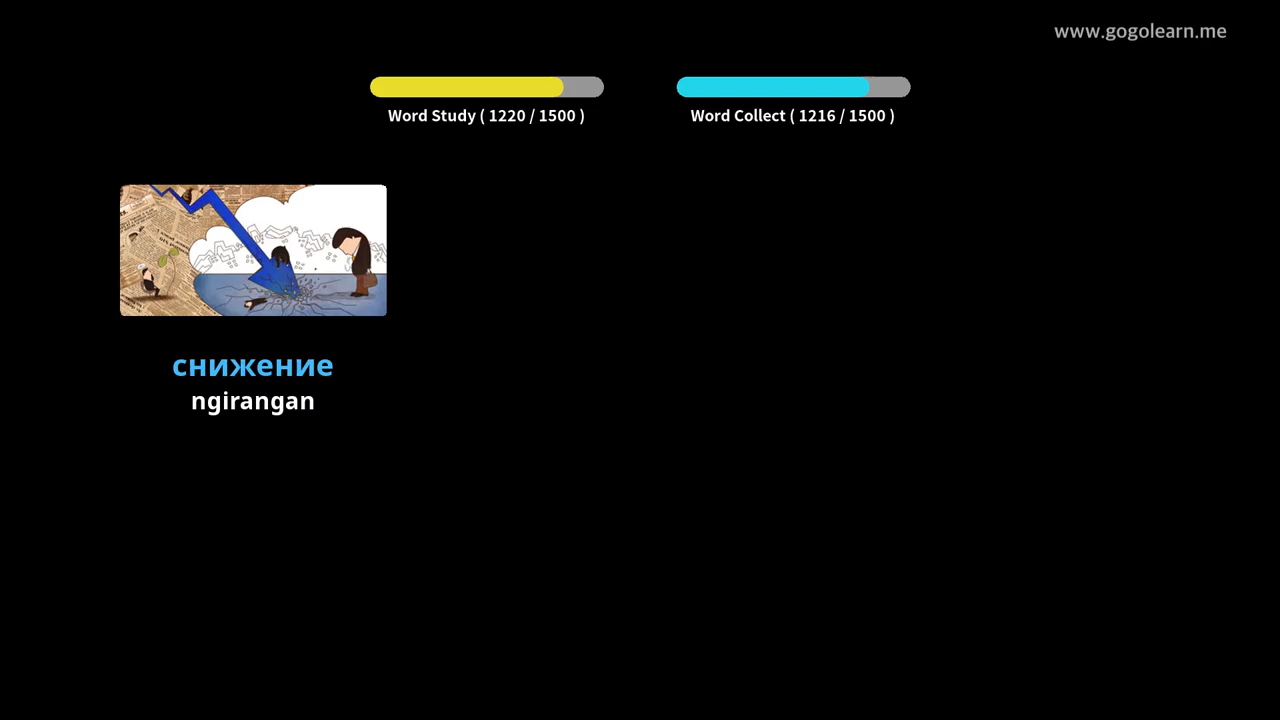 www.gogolearn.me
Word Study ( 1220 / 1500 )
Word Collect ( 1216 / 1500 )
снижение
ngirangan